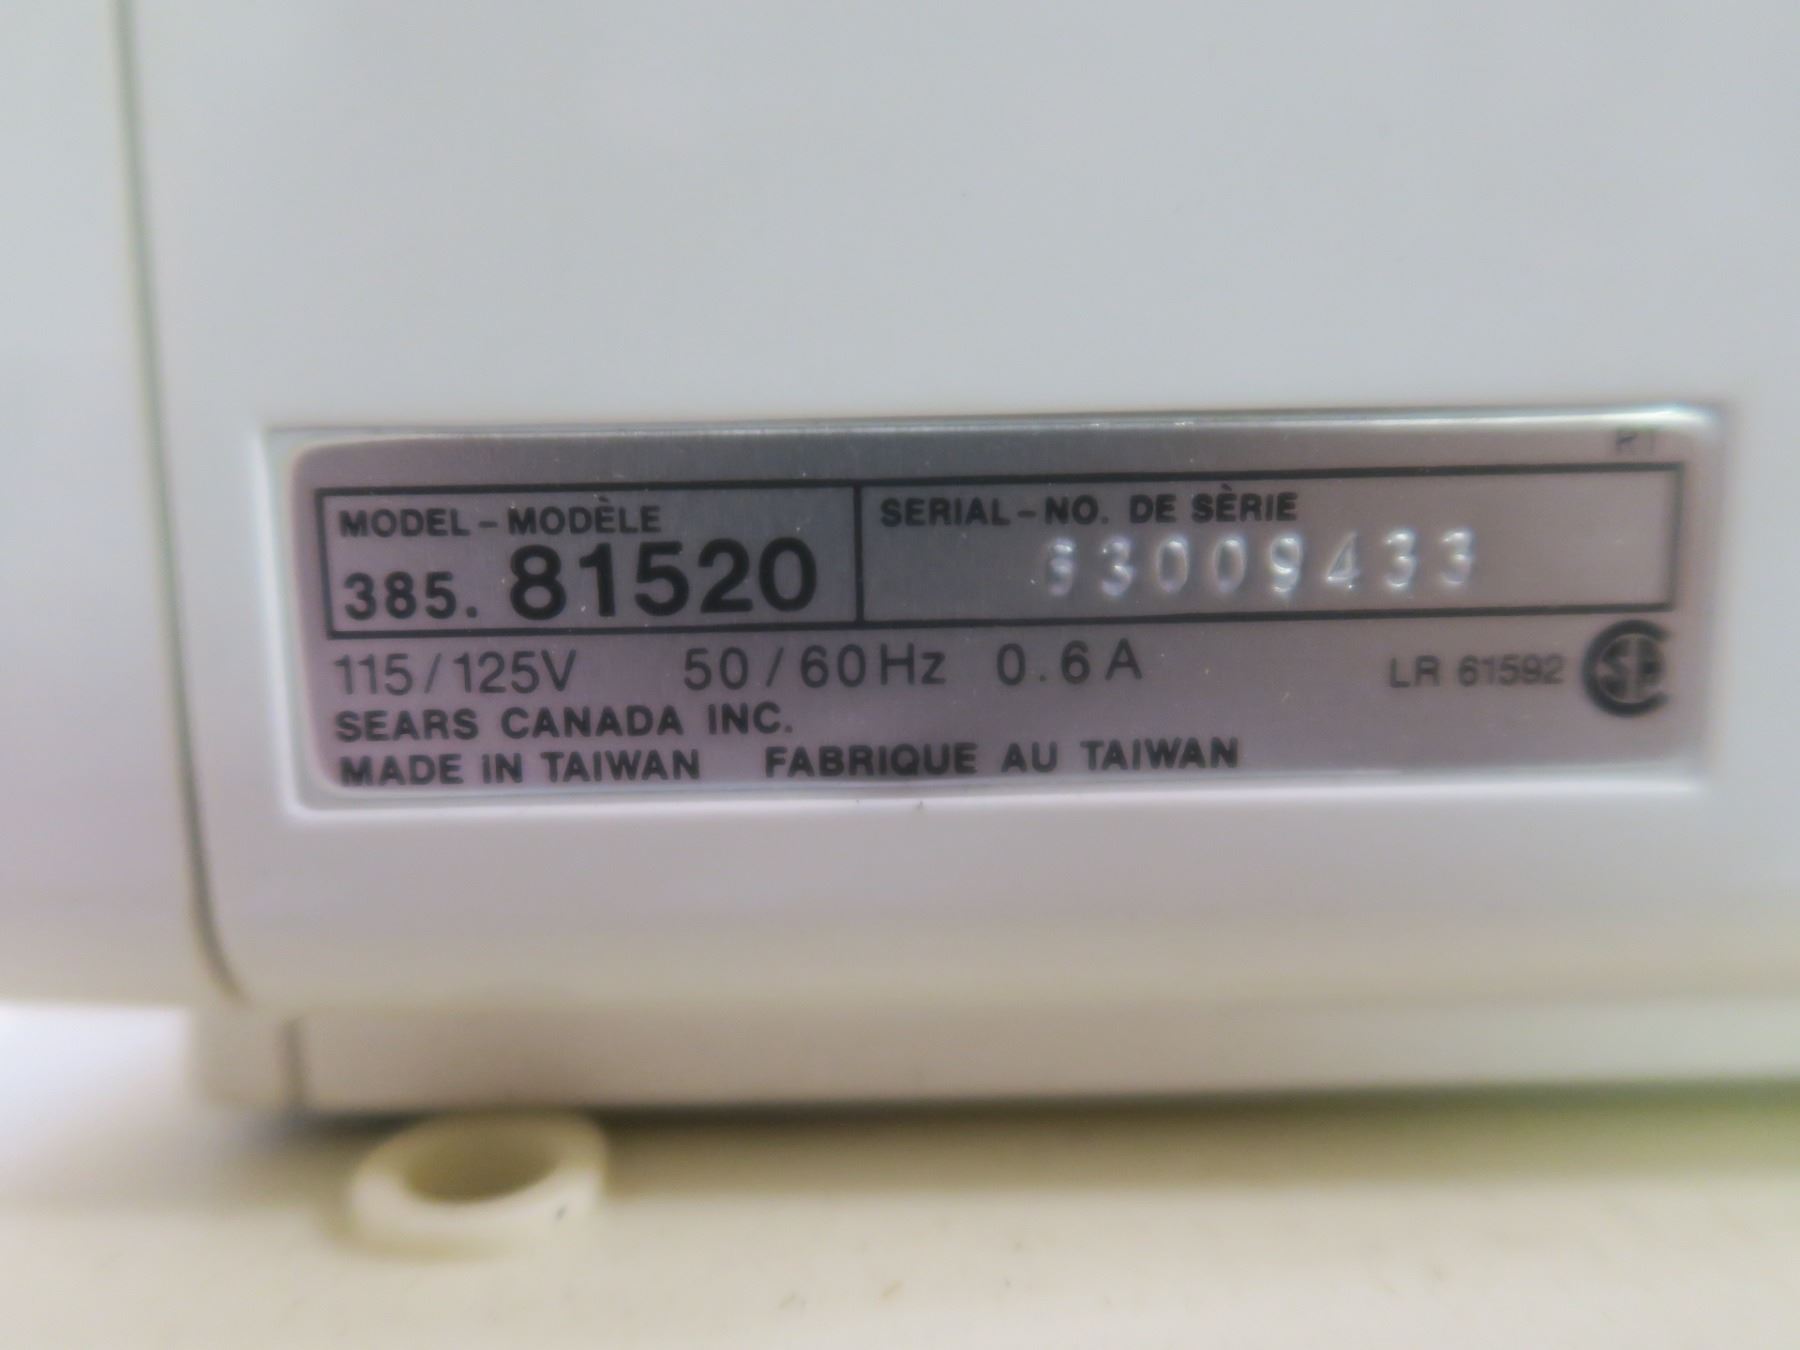 RT
MODEL - MODÈLE
385. 81520
SERIAL - NO. DE SÈRIE
115/125V 50/60Hz 0.6A
LR 61592
SEARS CANADA INC.
MADE IN TAIWAN FABRIQUE AU TAIWAN